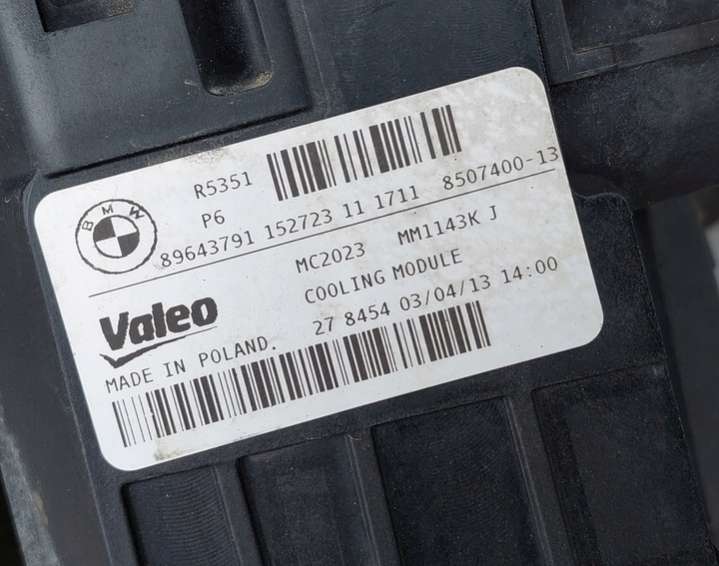 R5351
BMW
P6
89643791 152723 11 1711 8507400-13
MC2023 MM1143K J
Valeo
COOLING MODULE
27 8454 03/04/13 14:00
MADE IN POLAND.